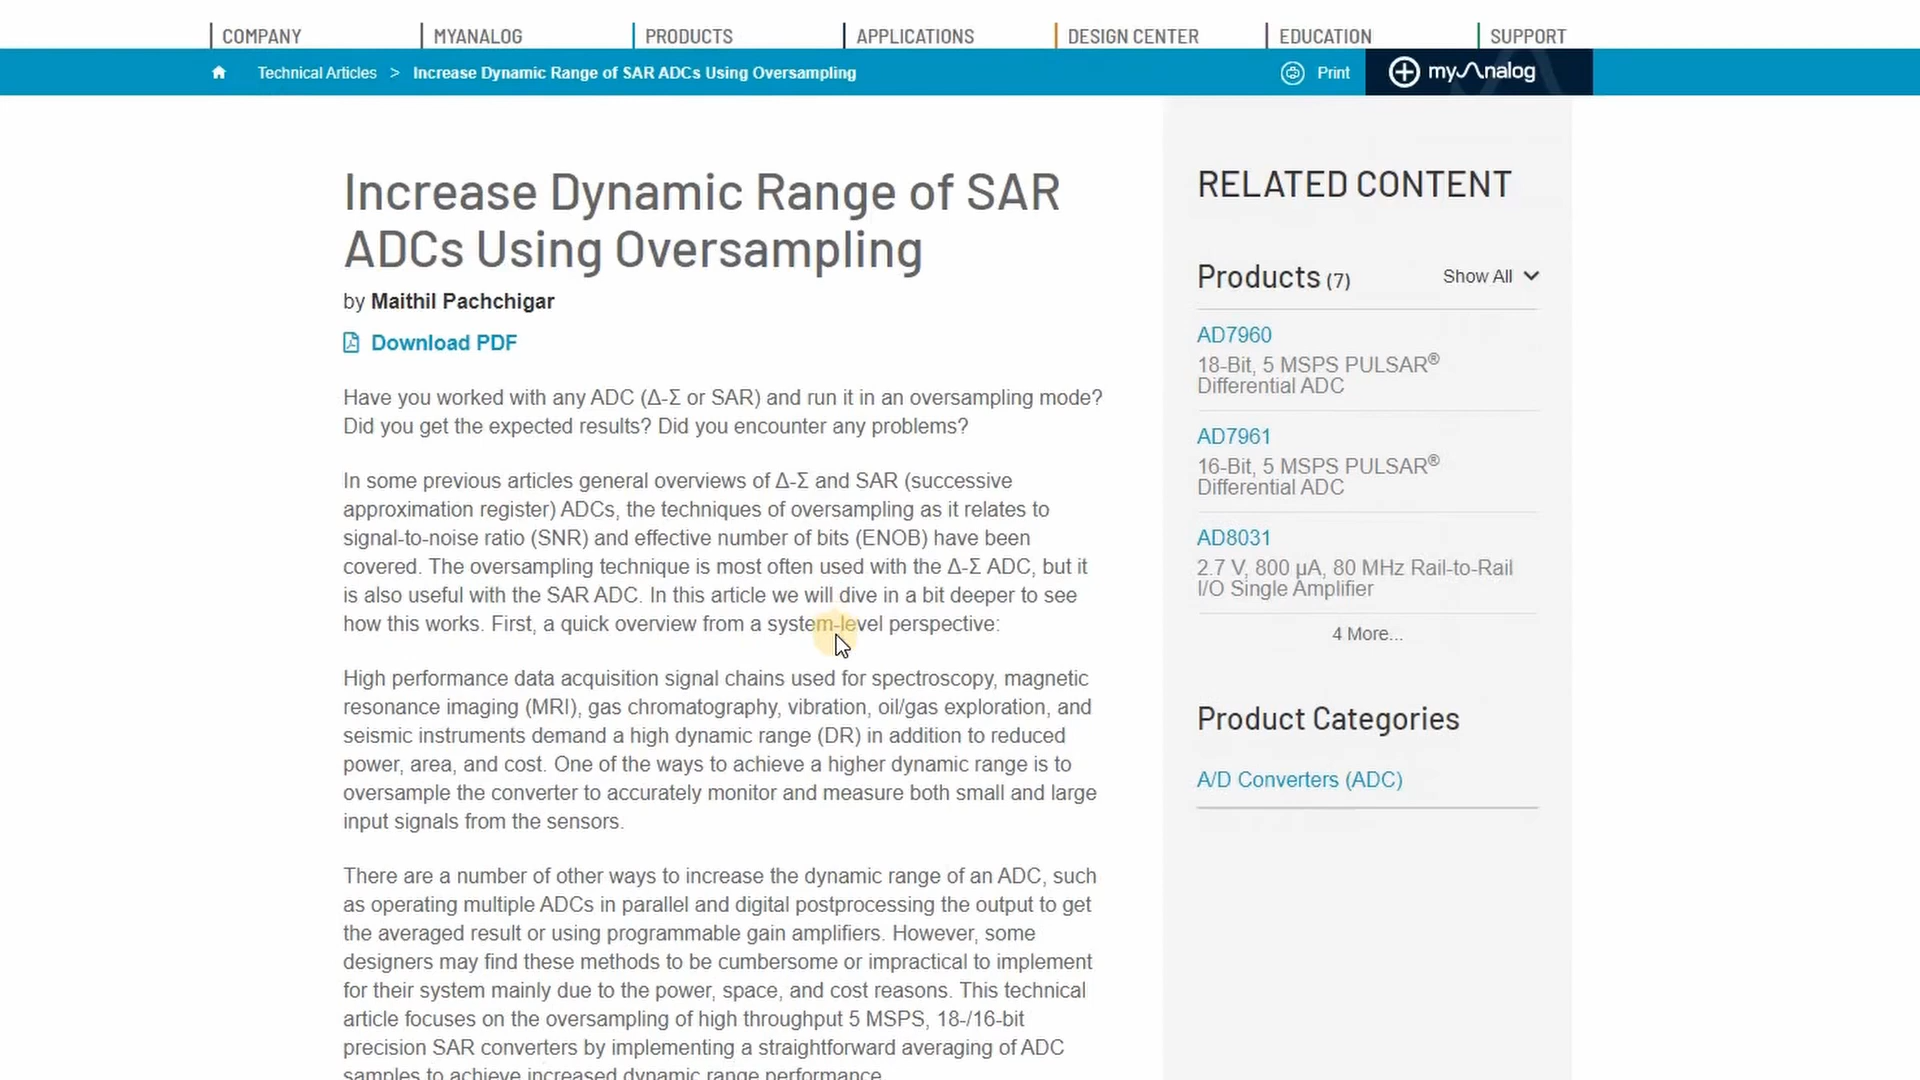 COMPANY MYANALOG PRODUCTS APPLICATIONS DESIGN CENTER EDUCATION SUPPORT
Technical Articles > Increase Dynamic Range of SAR ADCs Using Oversampling Print myAnalog
Increase Dynamic Range of SAR
ADCs Using Oversampling
by Maithil Pachchigar
Download PDF
Have you worked with any ADC (Δ-Σ or SAR) and run it in an oversampling mode?
Did you get the expected results? Did you encounter any problems?
In some previous articles general overviews of Δ-Σ and SAR (successive
approximation register) ADCs, the techniques of oversampling as it relates to
signal-to-noise ratio (SNR) and effective number of bits (ENOB) have been
covered. The oversampling technique is most often used with the Δ-Σ ADC, but it
is also useful with the SAR ADC. In this article we will dive in a bit deeper to see
how this works. First, a quick overview from a system-level perspective:
High performance data acquisition signal chains used for spectroscopy, magnetic
resonance imaging (MRI), gas chromatography, vibration, oil/gas exploration, and
seismic instruments demand a high dynamic range (DR) in addition to reduced
power, area, and cost. One of the ways to achieve a higher dynamic range is to
oversample the converter to accurately monitor and measure both small and large
input signals from the sensors.
There are a number of other ways to increase the dynamic range of an ADC, such
as operating multiple ADCs in parallel and digital postprocessing the output to get
the averaged result or using programmable gain amplifiers. However, some
designers may find these methods to be cumbersome or impractical to implement
for their system mainly due to the power, space, and cost reasons. This technical
article focuses on the oversampling of high throughput 5 MSPS, 18-/16-bit
precision SAR converters by implementing a straightforward averaging of ADC
samples to achieve increased dynamic range performance.
RELATED CONTENT
Products (7) Show All
AD7960
18-Bit, 5 MSPS PULSAR®
Differential ADC
AD7961
16-Bit, 5 MSPS PULSAR®
Differential ADC
AD8031
2.7 V, 800 μA, 80 MHz Rail-to-Rail
I/O Single Amplifier
4 More...
Product Categories
A/D Converters (ADC)